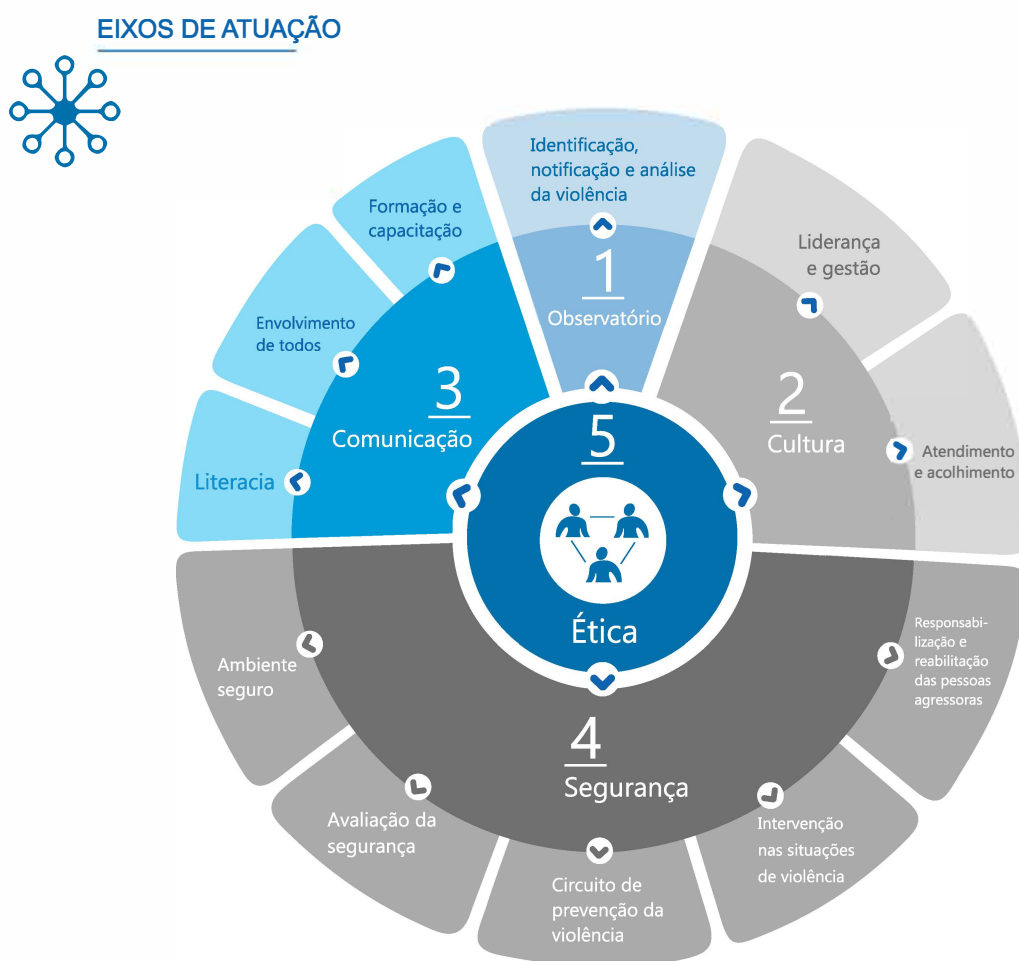 EIXOS DE ATUAÇÃO
Identificação,
notificação e análise
da violência
1
Observatório
Liderança
e gestão
Atendimento
e acolhimento
2
Cultura
Formação e
capacitação
Envolvimento
de todos
Literacia
3
Comunicação
5
Ética
4
Segurança
Responsabi-
lização e
reabilitação
das pessoas
agressoras
Intervenção
nas situações
de violência
Circuito de
prevenção da
violência
Avaliação da
segurança
Ambiente
seguro